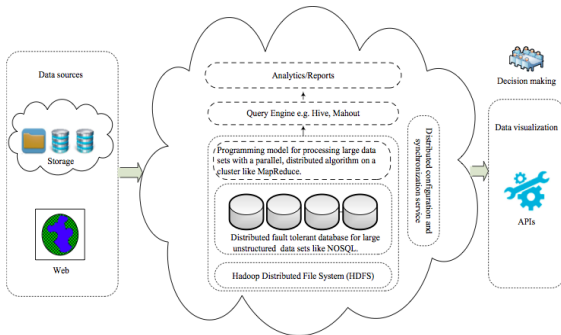 Data sources
Storage
Web
Analytics/Reports
Query Engine e.g. Hive, Mahout
Programming model for processing large data
sets with a parallel, distributed algorithm on a
cluster like MapReduce.
Distributed fault tolerant database for large
unstructured data sets like NOSQL.
Hadoop Distributed File System (HDFS)
Distributed configuration and
synchronization service
Decision making
Data visualization
APIs